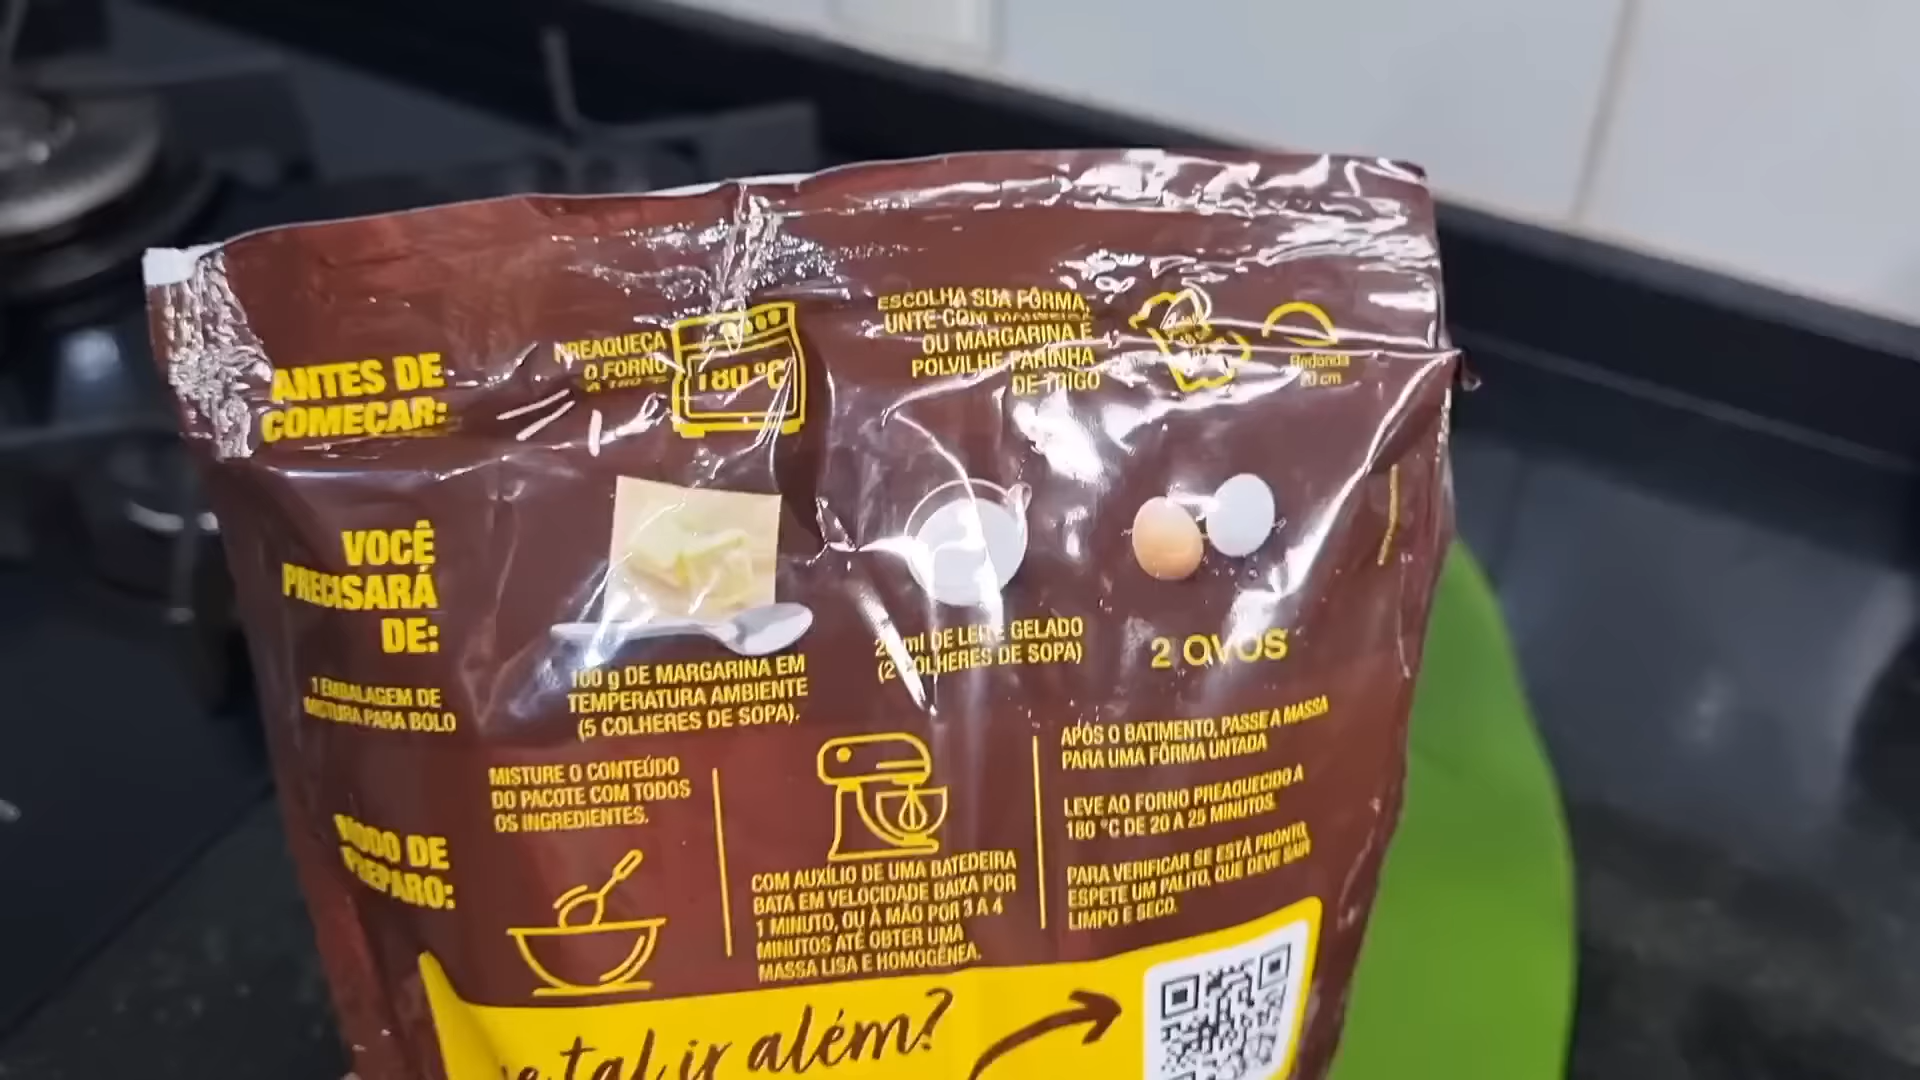 ANTES DE
COMEÇAR:
PREAQUEÇA
O FORNO
A 180 °C
180 °C
ESCOLHA SUA FÔRMA,
UNTE COM
OU MARGARINA E
POLVILHE FARINHA
DE TRIGO
Redonda
20 cm
VOCÊ
PRECISARÁ
DE:
1 EMBALAGEM DE
MISTURA PARA BOLO
100 g DE MARGARINA EM
TEMPERATURA AMBIENTE
(5 COLHERES DE SOPA).
ml DE LEITE GELADO
(2 COLHERES DE SOPA)
2 OVOS
MODO DE
PREPARO:
MISTURE O CONTEÚDO
DO PACOTE COM TODOS
OS INGREDIENTES.
COM AUXÍLIO DE UMA BATEDEIRA
BATA EM VELOCIDADE BAIXA POR
1 MINUTO, OU À MÃO POR 3 A 4
MINUTOS ATÉ OBTER UMA
MASSA LISA E HOMOGÊNEA.
APÓS O BATIMENTO, PASSE A MASSA
PARA UMA FÔRMA UNTADA
LEVE AO FORNO PREAQUECIDO A
180 °C DE 20 A 25 MINUTOS.
PARA VERIFICAR SE ESTÁ PRONTO,
ESPETE UM PALITO, QUE DEVE SAIR
LIMPO E SECO.
tal ir além?